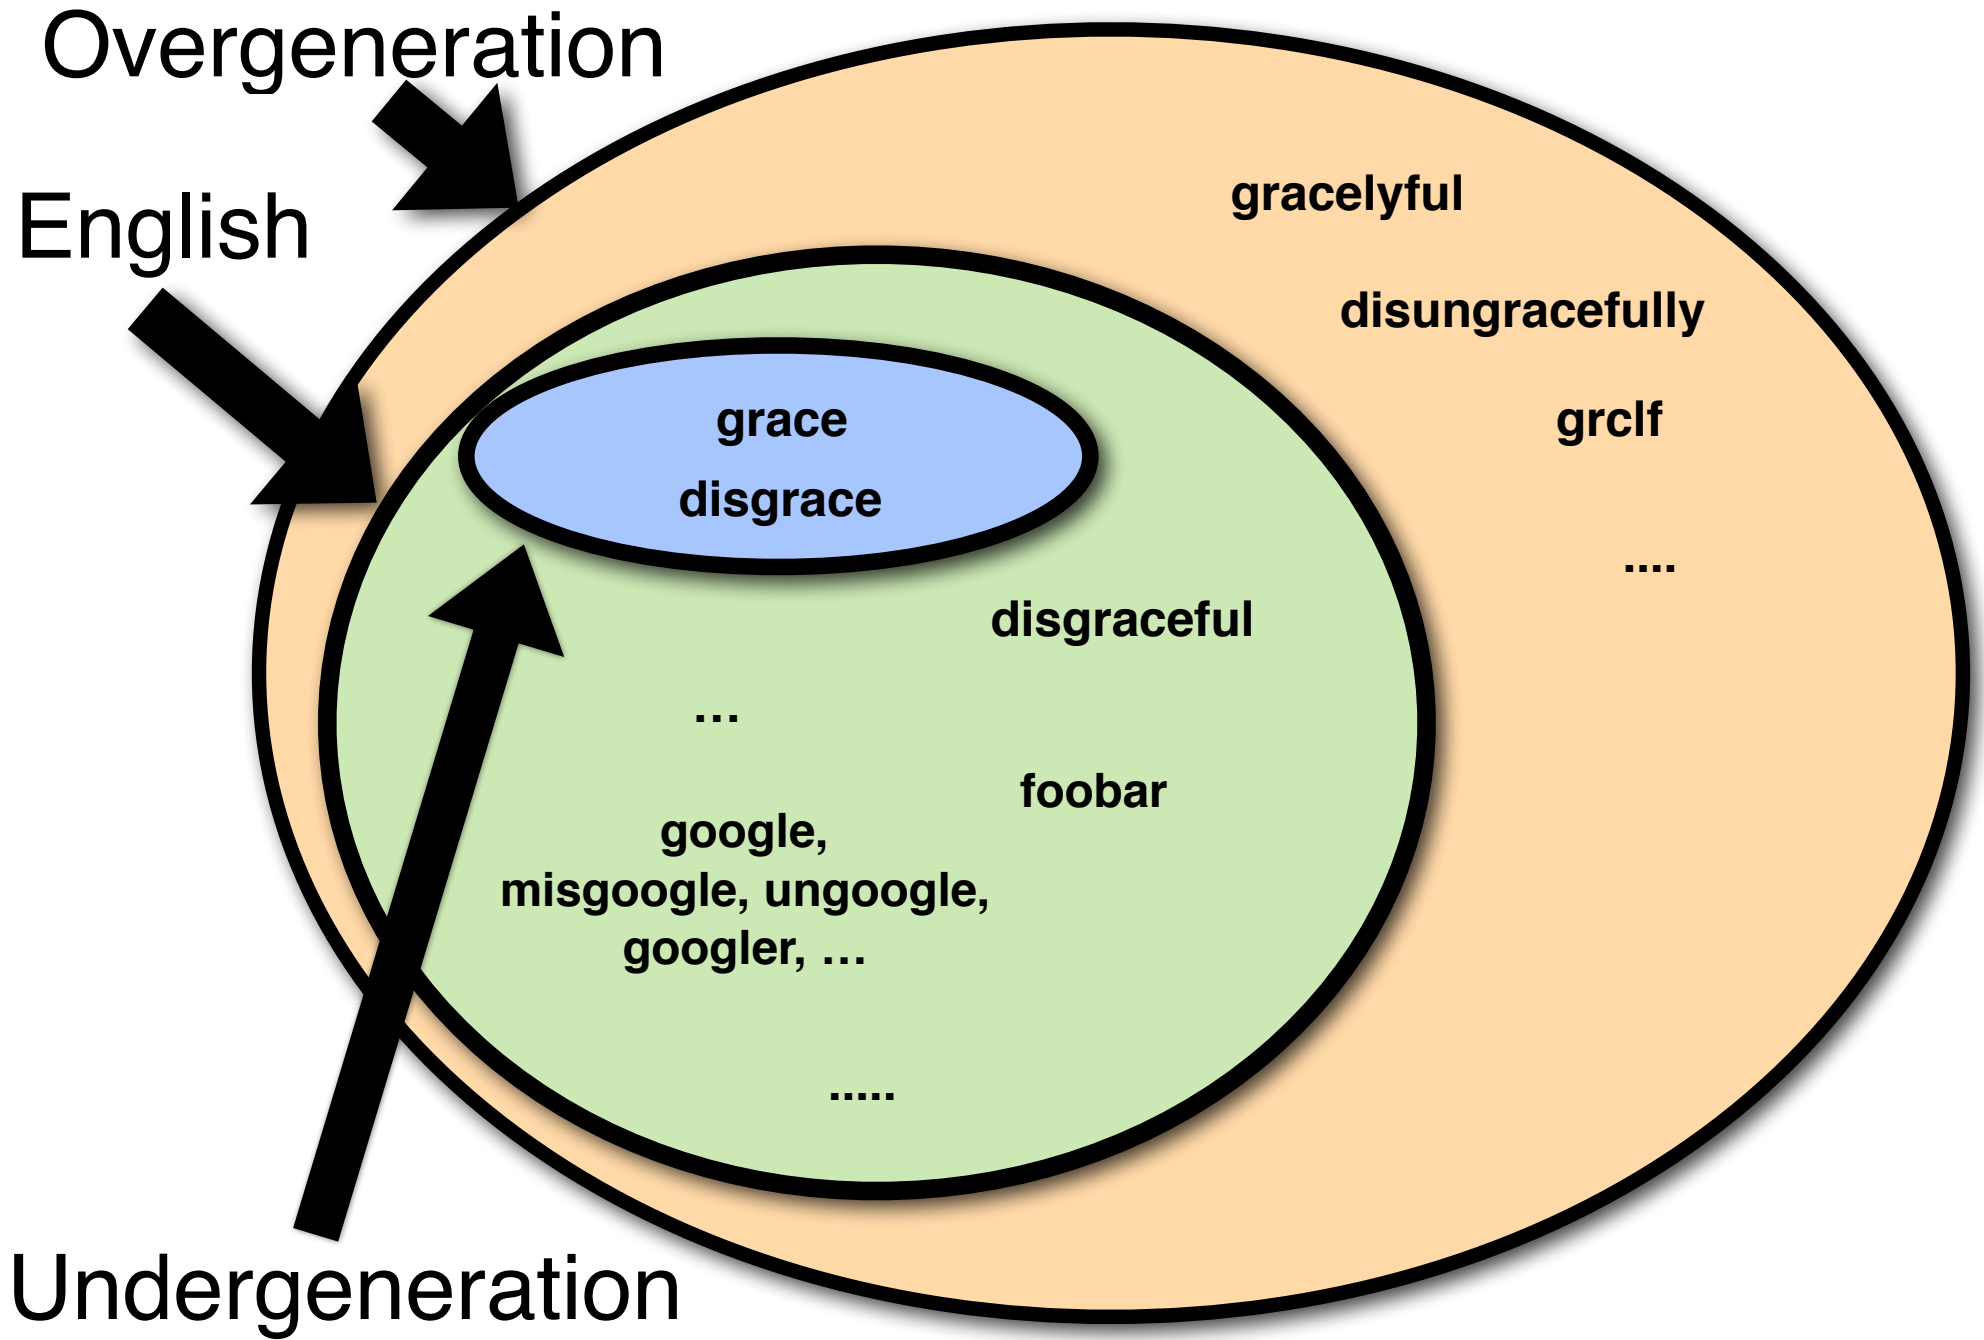 Overgeneration
English
gracelyful
disungracefully
grclf
....
grace
disgrace
disgraceful
…
foobar
google,
misgoogle, ungoogle,
googler, …
.....
Undergeneration